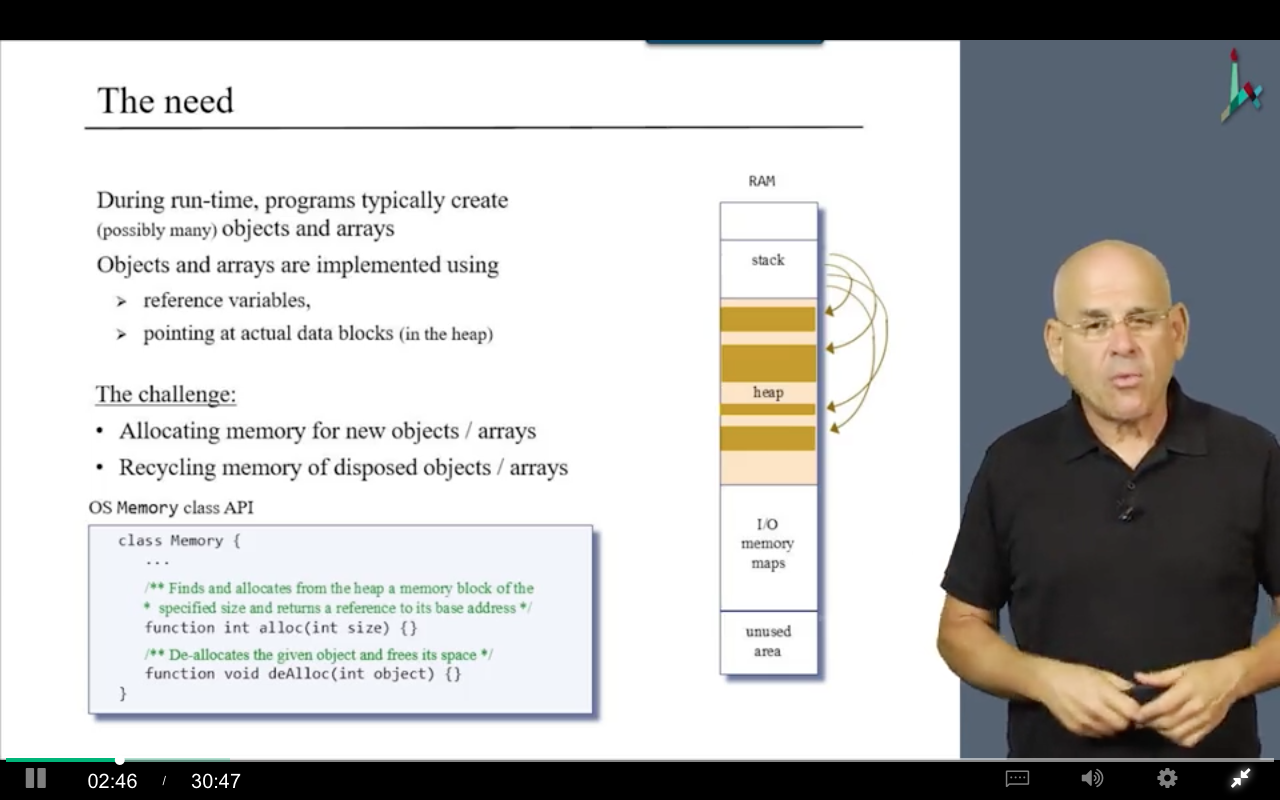 The need
During run-time, programs typically create
(possibly many) objects and arrays
Objects and arrays are implemented using
➢ reference variables,
➢ pointing at actual data blocks (in the heap)
The challenge:
• Allocating memory for new objects / arrays
• Recycling memory of disposed objects / arrays
OS Memory class API
class Memory {
...
/** Finds and allocates from the heap a memory block of the
* specified size and returns a reference to its base address */
function int alloc(int size) {}
/** De-allocates the given object and frees its space */
function void deAlloc(int object) {}
}
RAM
stack
heap
I/O
memory
maps
unused
area
02:46 / 30:47